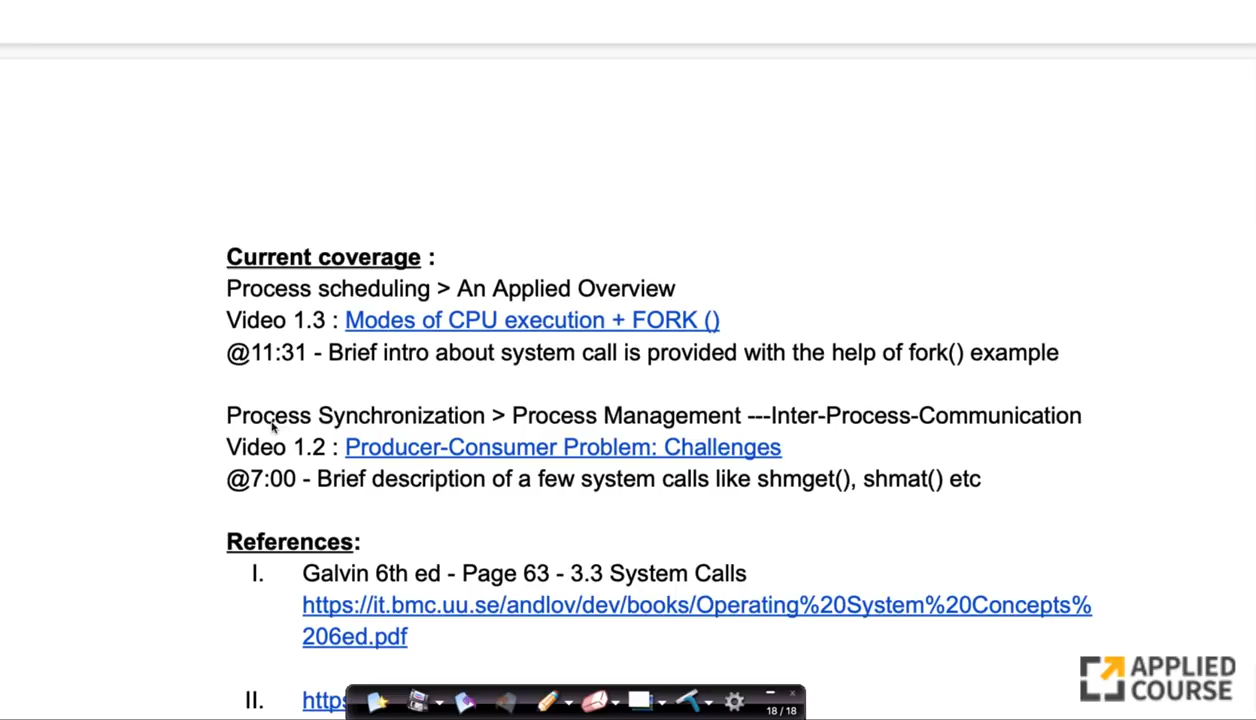 Current coverage :
Process scheduling > An Applied Overview
Video 1.3 : Modes of CPU execution + FORK ()
@11:31 - Brief intro about system call is provided with the help of fork() example
Process Synchronization > Process Management ---Inter-Process-Communication
Video 1.2 : Producer-Consumer Problem: Challenges
@7:00 - Brief description of a few system calls like shmget(), shmat() etc
References:
I. Galvin 6th ed - Page 63 - 3.3 System Calls
https://it.bmc.uu.se/andlov/dev/books/Operating%20System%20Concepts%
206ed.pdf
II. https
18 / 18
APPLIED
COURSE